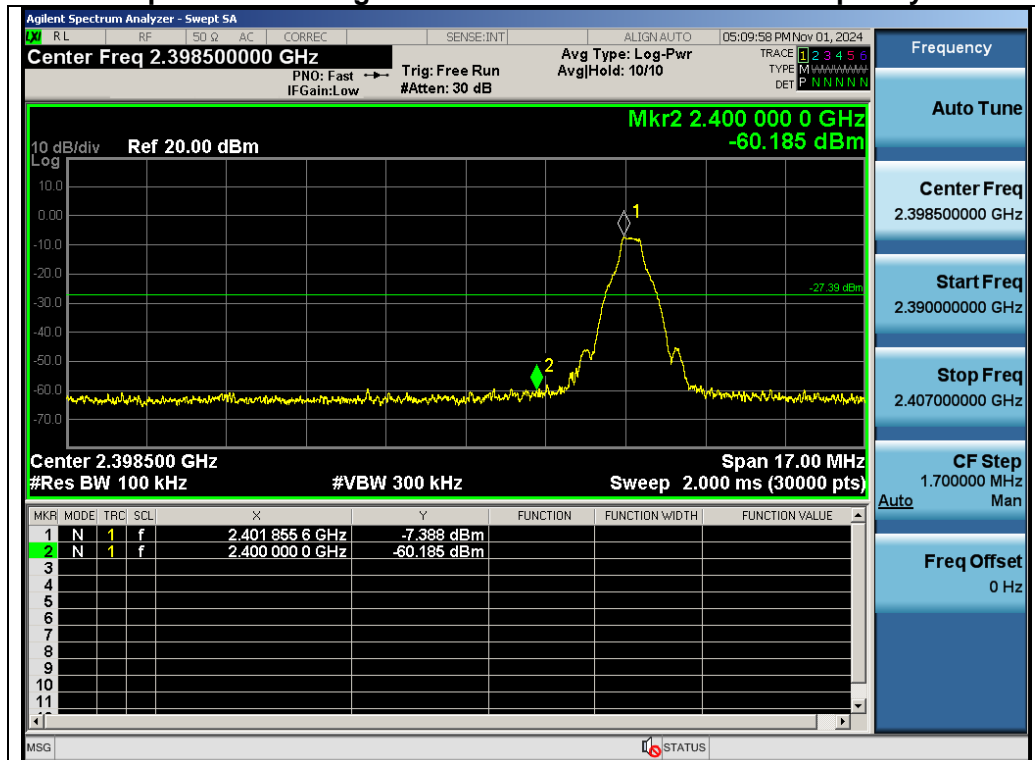 Agilent Spectrum Analyzer - Swept SA
LXI RL RF 50 Ω AC CORREC SENSE:INT ALIGN AUTO 05:09:58 PM Nov 01, 2024
Center Freq 2.398500000 GHz
PNO: Fast
IFGain:Low
Trig: Free Run
#Atten: 30 dB
Avg Type: Log-Pwr
Avg|Hold: 10/10
TRACE 1 2 3 4 5 6
TYPE M
DET P N N N N N
Mkr2 2.400 000 0 GHz
-60.185 dBm
10 dB/div Ref 20.00 dBm
Log
10.0
0.00
-10.0
-20.0
-30.0
-40.0
-50.0
-60.0
-70.0
1
-27.39 dBm
2
Center 2.398500 GHz Span 17.00 MHz
#Res BW 100 kHz #VBW 300 kHz Sweep 2.000 ms (30000 pts)
MKR MODE TRC SCL X Y FUNCTION FUNCTION WIDTH FUNCTION VALUE
1 N 1 f 2.401 855 6 GHz -7.388 dBm
2 N 1 f 2.400 000 0 GHz -60.185 dBm
3
4
5
6
7
8
9
10
11
MSG STATUS
Frequency
Auto Tune
Center Freq
2.398500000 GHz
Start Freq
2.390000000 GHz
Stop Freq
2.407000000 GHz
CF Step
1.700000 MHz
Auto Man
Freq Offset
0 Hz